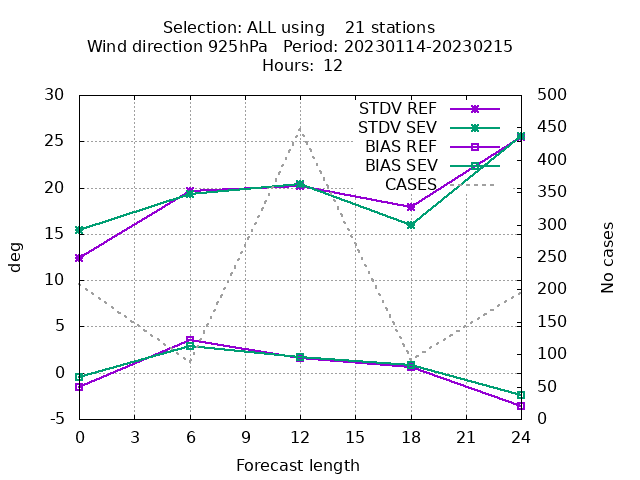 Selection: ALL using    21 stations
Wind direction 925hPa   Period: 20230114-20230215
Hours:  12
STDV REF
STDV SEV
BIAS REF
BIAS SEV
CASES
30
25
20
15
10
5
0
-5
deg
500
450
400
350
300
250
200
150
100
50
0
No cases
0 3 6 9 12 15 18 21 24
Forecast length